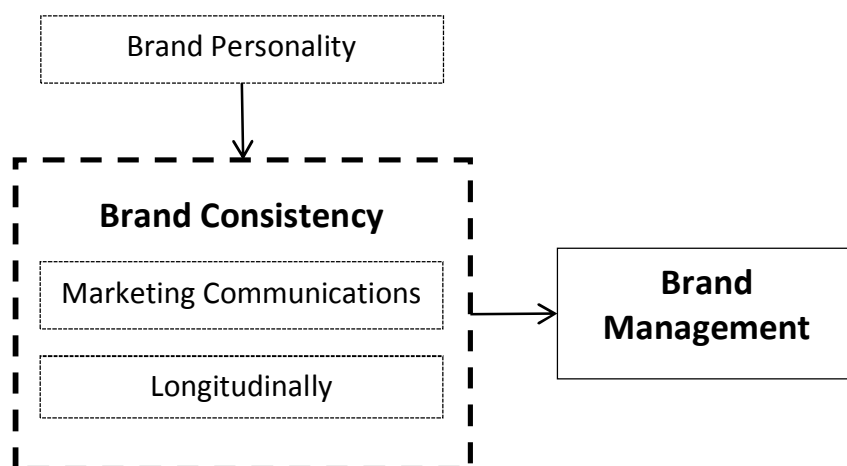 Brand Personality
Brand Consistency
Marketing Communications
Longitudinally
Brand
Management